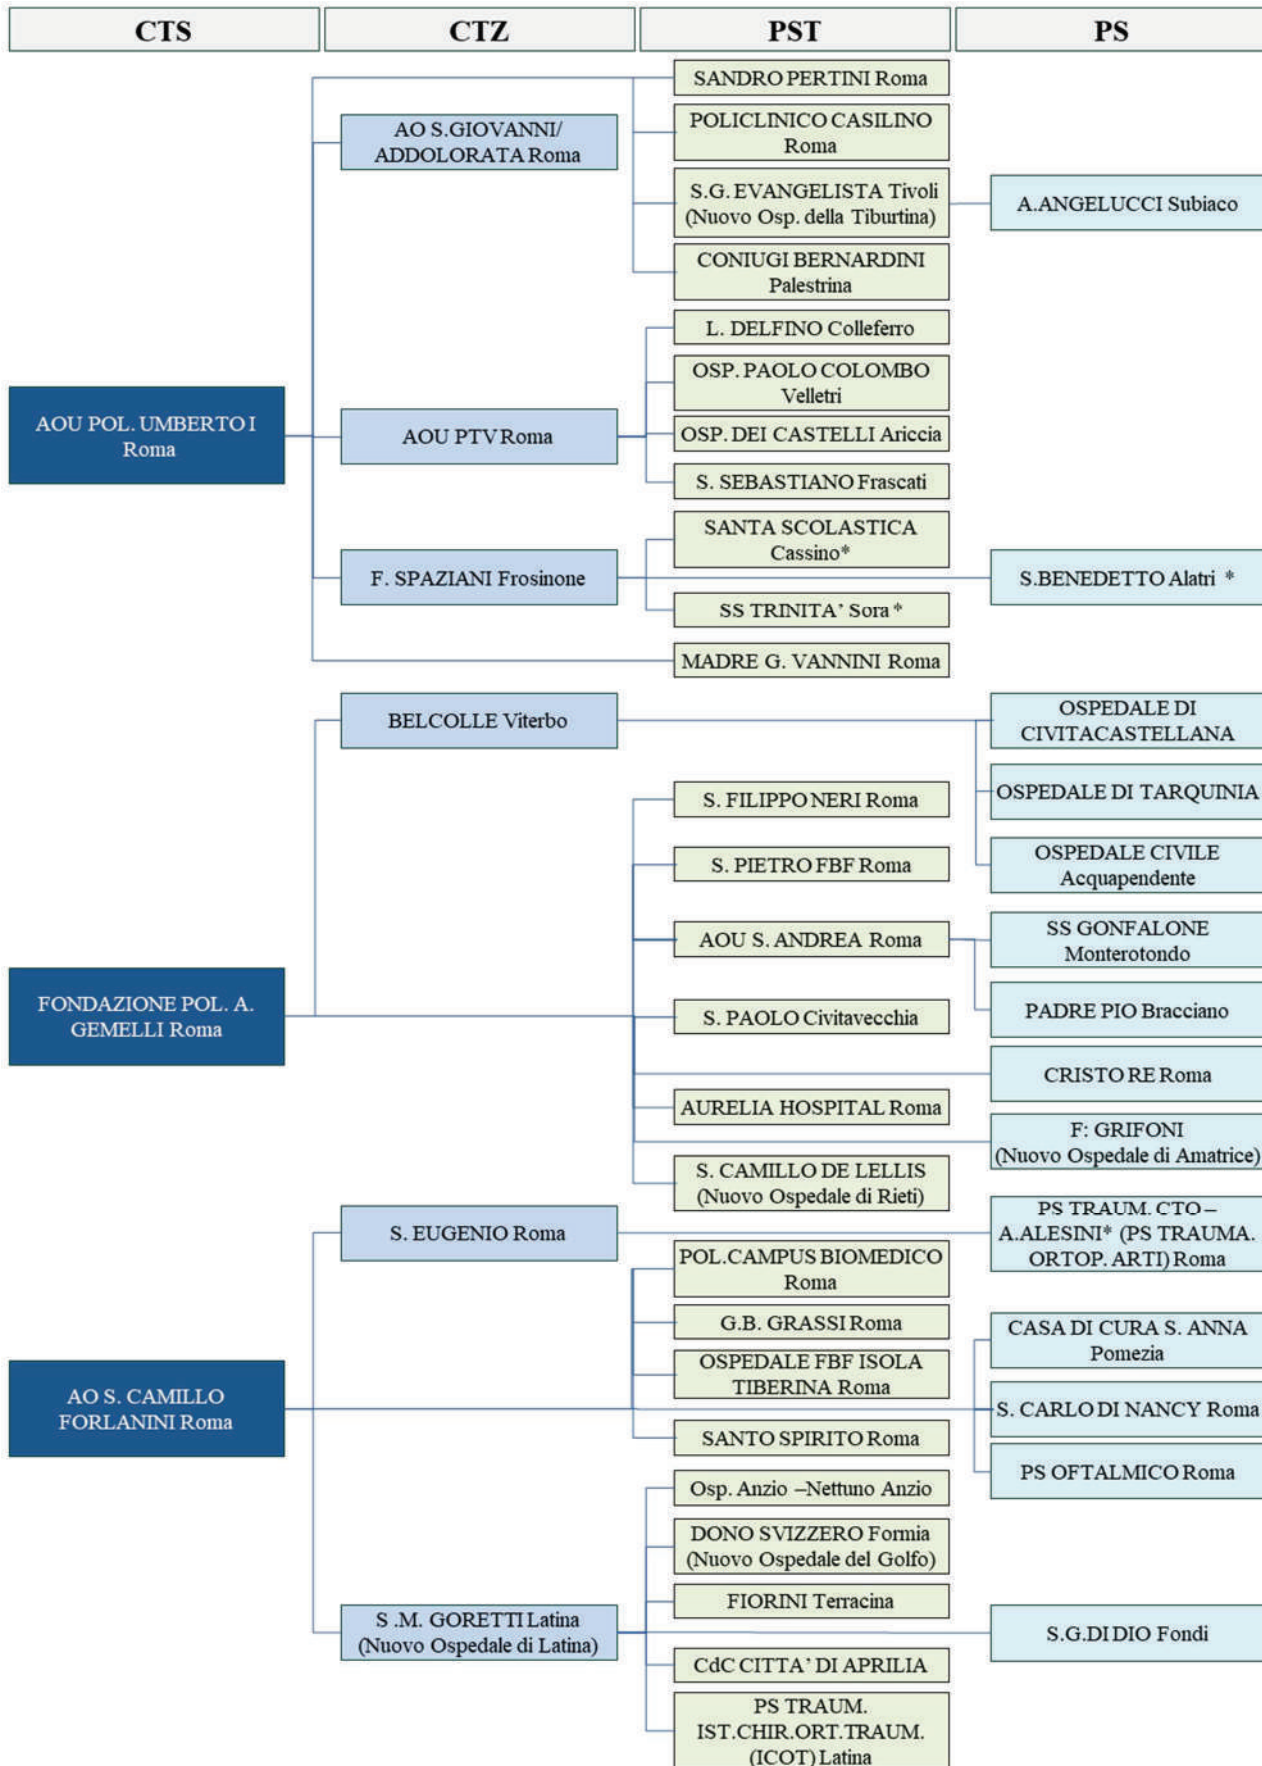 CTS
CTZ
PST
PS
SANDRO PERTINI Roma
AO S.GIOVANNI/
ADDOLORATA Roma
POLICLINICO CASILINO
Roma
S.G. EVANGELISTA Tivoli
(Nuovo Osp. della Tiburtina)
A.ANGELUCCI Subiaco
CONIUGI BERNARDINI
Palestrina
L. DELFINO Colleferro
OSP. PAOLO COLOMBO
Velletri
AOU POL. UMBERTO I
Roma
AOU PTV Roma
OSP. DEI CASTELLI Ariccia
S. SEBASTIANO Frascati
SANTA SCOLASTICA
Cassino*
F. SPAZIANI Frosinone
S.BENEDETTO Alatri *
SS TRINITA’ Sora *
MADRE G. VANNINI Roma
BELCOLLE Viterbo
OSPEDALE DI
CIVITACASTELLANA
S. FILIPPO NERI Roma
OSPEDALE DI TARQUINIA
S. PIETRO FBF Roma
OSPEDALE CIVILE
Acquapendente
AOU S. ANDREA Roma
SS GONFALONE
Monterotondo
FONDAZIONE POL. A.
GEMELLI Roma
S. PAOLO Civitavecchia
PADRE PIO Bracciano
CRISTO RE Roma
AURELIA HOSPITAL Roma
F: GRIFONI
(Nuovo Ospedale di Amatrice)
S. CAMILLO DE LELLIS
(Nuovo Ospedale di Rieti)
S. EUGENIO Roma
PS TRAUM. CTO –
A.ALESINI* (PS TRAUMA.
ORTOP. ARTI) Roma
POL.CAMPUS BIOMEDICO
Roma
G.B. GRASSI Roma
CASA DI CURA S. ANNA
Pomezia
OSPEDALE FBF ISOLA
TIBERINA Roma
AO S. CAMILLO
FORLANINI Roma
S. CARLO DI NANCY Roma
SANTO SPIRITO Roma
PS OFTALMICO Roma
Osp. Anzio –Nettuno Anzio
DONO SVIZZERO Formia
(Nuovo Ospedale del Golfo)
FIORINI Terracina
S .M. GORETTI Latina
(Nuovo Ospedale di Latina)
S.G.DI DIO Fondi
CdC CITTA’ DI APRILIA
PS TRAUM.
IST.CHIR.ORT.TRAUM.
(ICOT) Latina